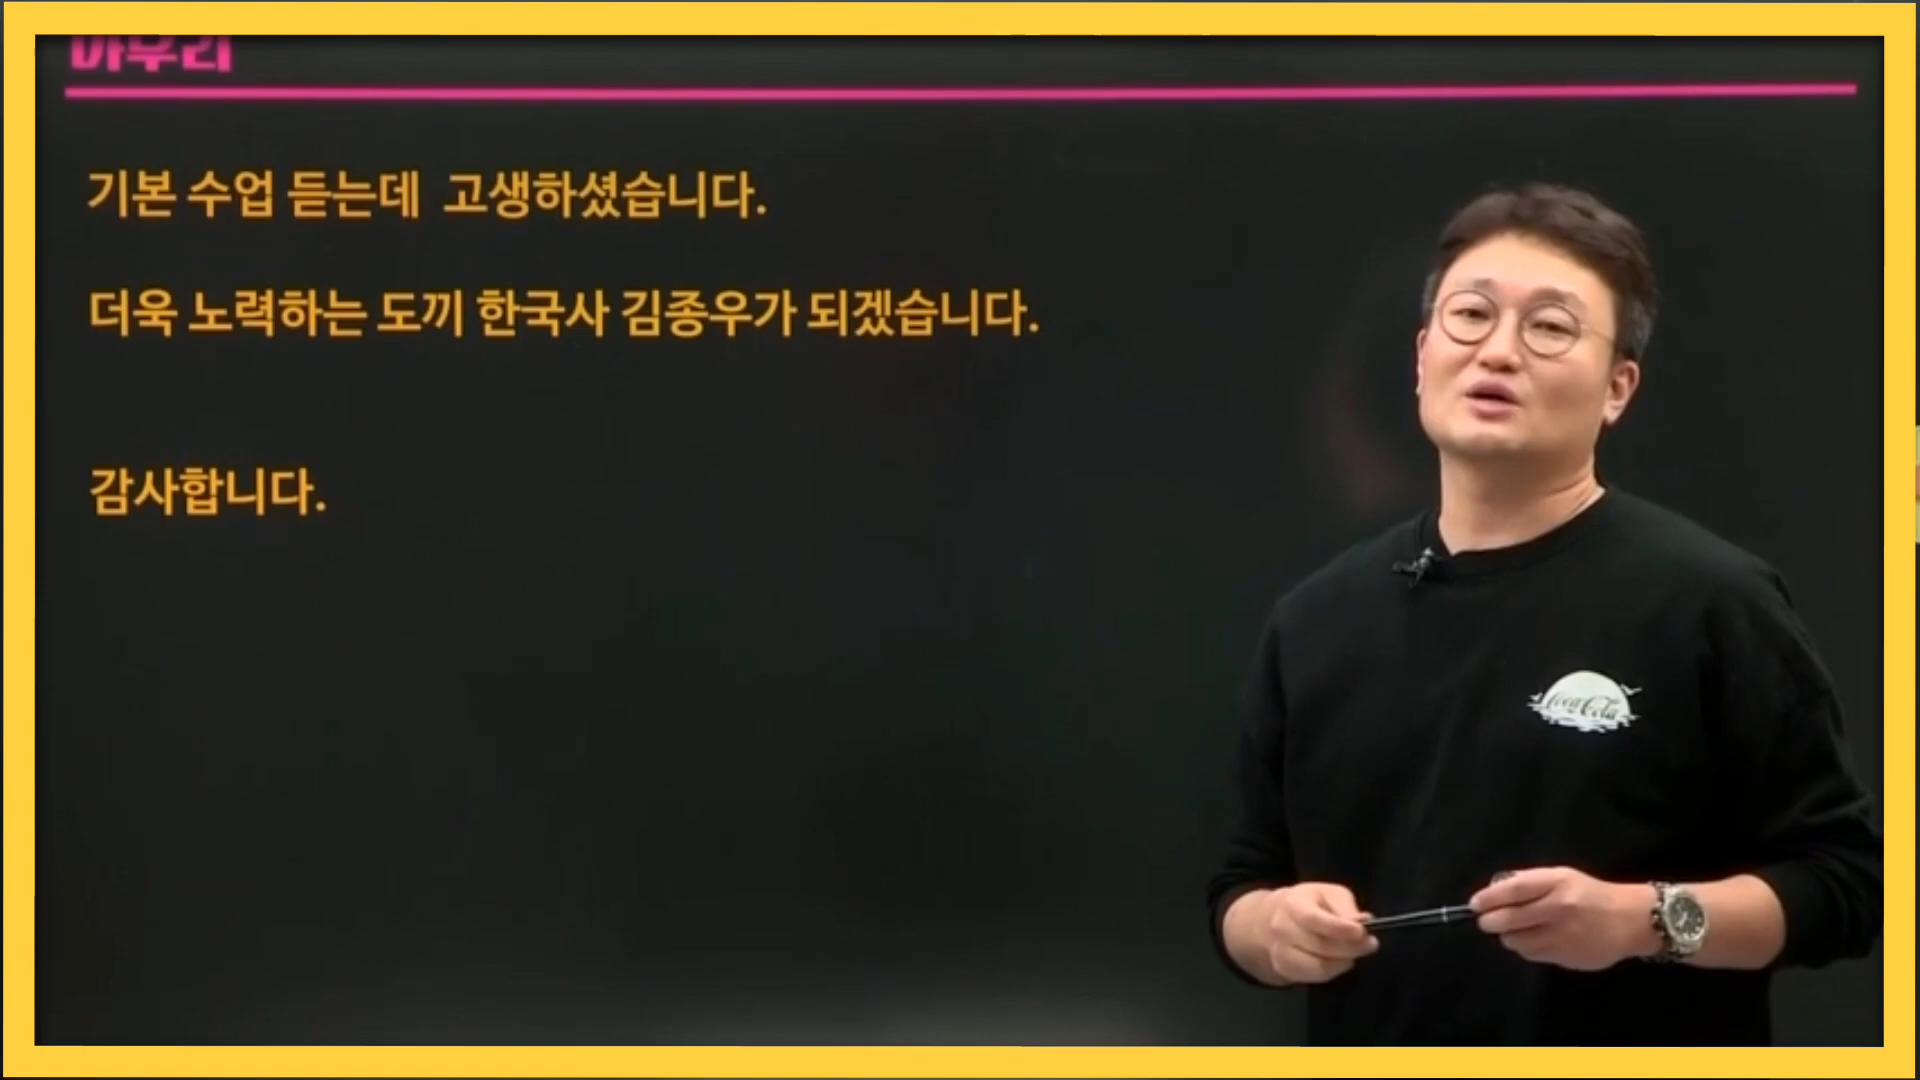 마무리
기본 수업 듣는데 고생하셨습니다.
더욱 노력하는 도끼 한국사 김종우가 되겠습니다.
감사합니다.
Coca-Cola